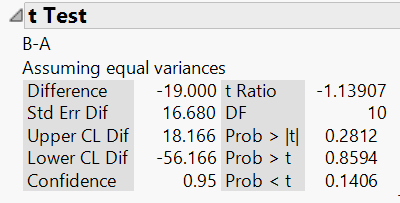 t Test
B-A
Assuming equal variances
Difference -19.000 t Ratio -1.13907
Std Err Dif 16.680 DF 10
Upper CL Dif 18.166 Prob > |t| 0.2812
Lower CL Dif -56.166 Prob > t 0.8594
Confidence 0.95 Prob < t 0.1406